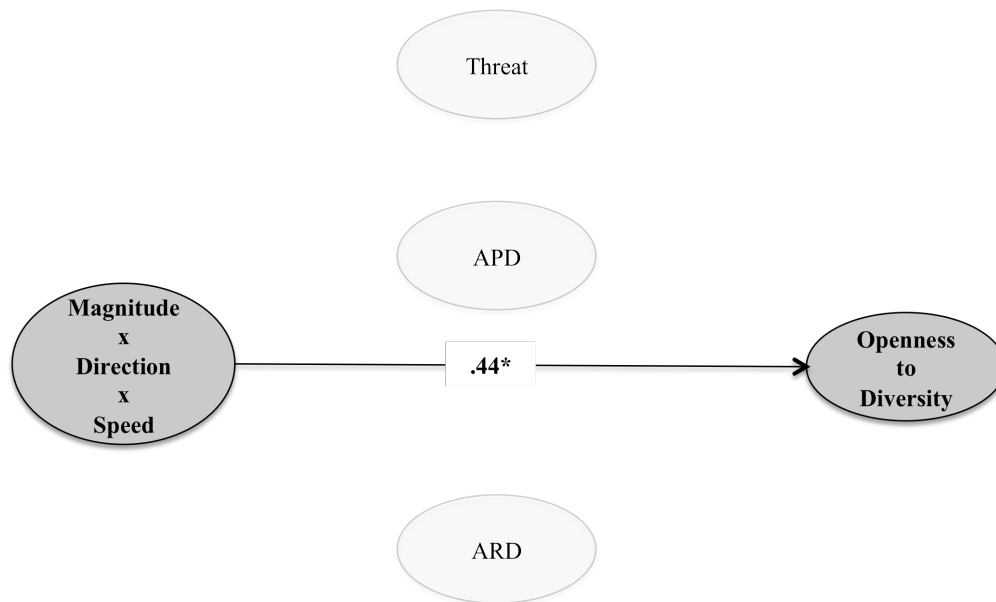 Threat
APD
Magnitude
x
Direction
x
Speed
.44*
Openness
to
Diversity
ARD